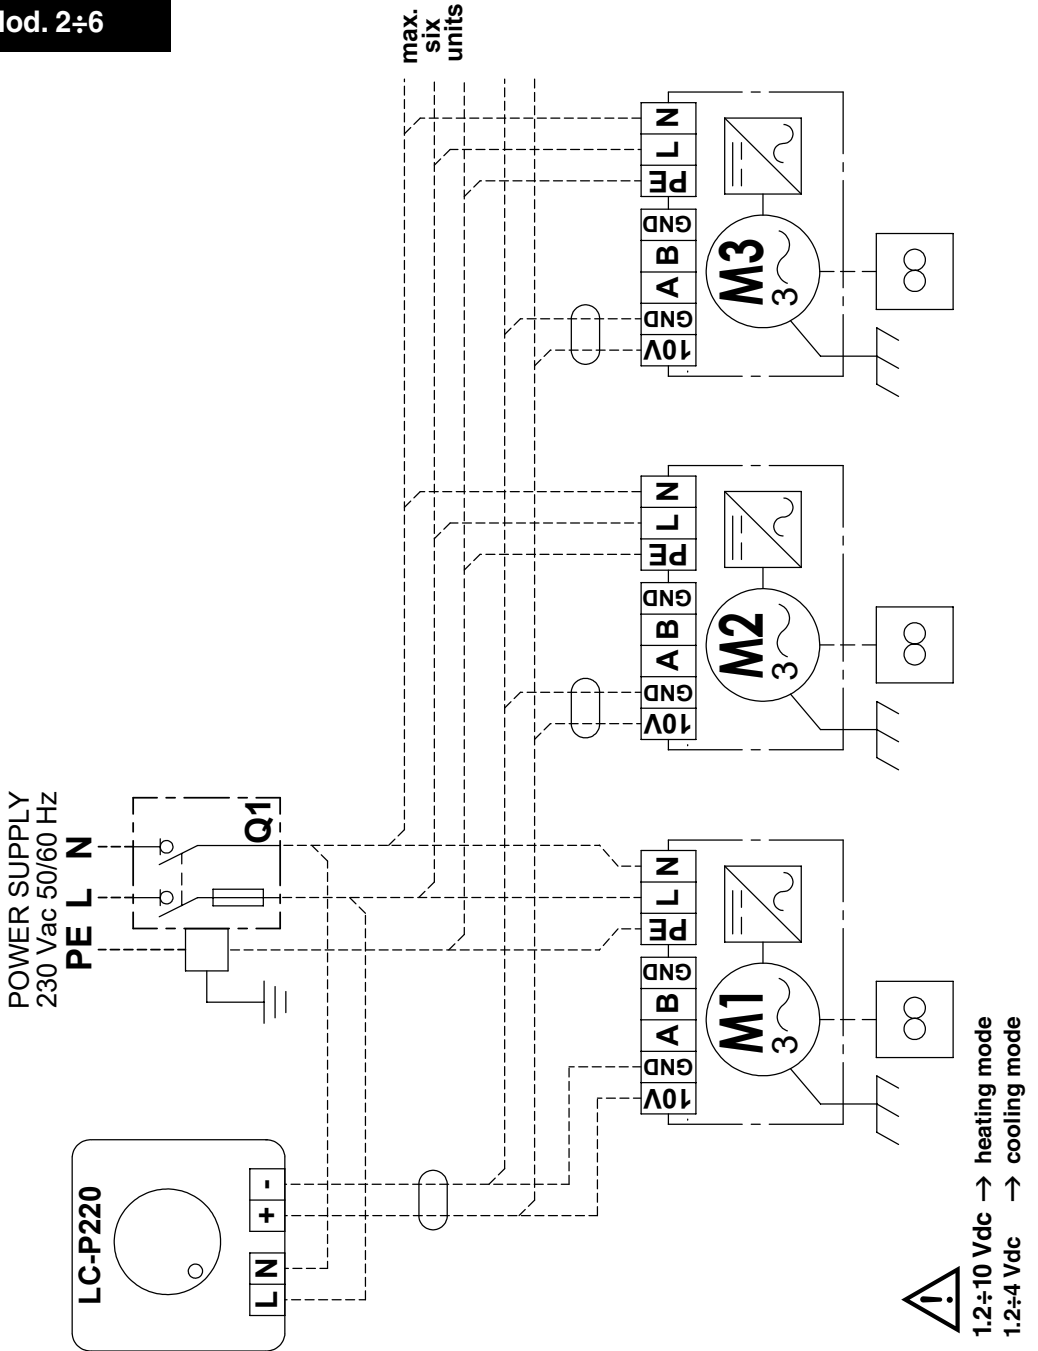 Mod. 2÷6
max.
six
units
POWER SUPPLY
230 Vac 50/60 Hz
PE L N
Q1
LC-P220
L N + -
10V GND A B GND PE L N
M1
3
10V GND A B GND PE L N
M2
3
10V GND A B GND PE L N
M3
3
1.2÷10 Vdc → heating mode
1.2÷4 Vdc → cooling mode